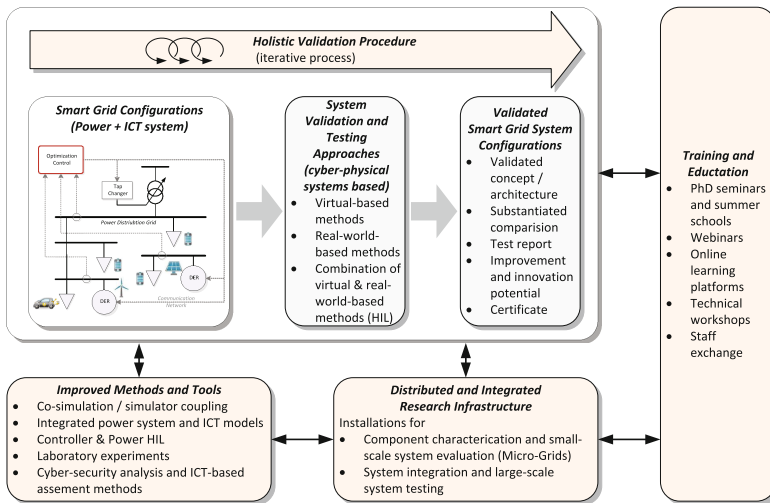 Holistic Validation Procedure
(iterative process)
Smart Grid Configurations
(Power + ICT system)
Optimization
Control
Tap
Changer
Power Distrubtion Grid
DER
DER
Communication
Network
System
Validation and
Testing
Approaches
(cyber-physical
systems based)
• Virtual-based
methods
• Real-world-
based methods
• Combination of
virtual & real-
world-based
methods (HIL)
Validated
Smart Grid System
Configurations
• Validated
concept /
architecture
• Substantiated
comparision
• Test report
• Improvement
and innovation
potential
• Certificate
Training and
Eductation
• PhD seminars
and summer
schools
• Webinars
• Online
learning
platforms
• Technical
workshops
• Staff
exchange
Improved Methods and Tools
• Co-simulation / simulator coupling
• Integrated power system and ICT models
• Controller & Power HIL
• Laboratory experiments
• Cyber-security analysis and ICT-based
assement methods
Distributed and Integrated
Research Infrastructure
Installations for
• Component characterication and small-
scale system evaluation (Micro-Grids)
• System integration and large-scale
system testing